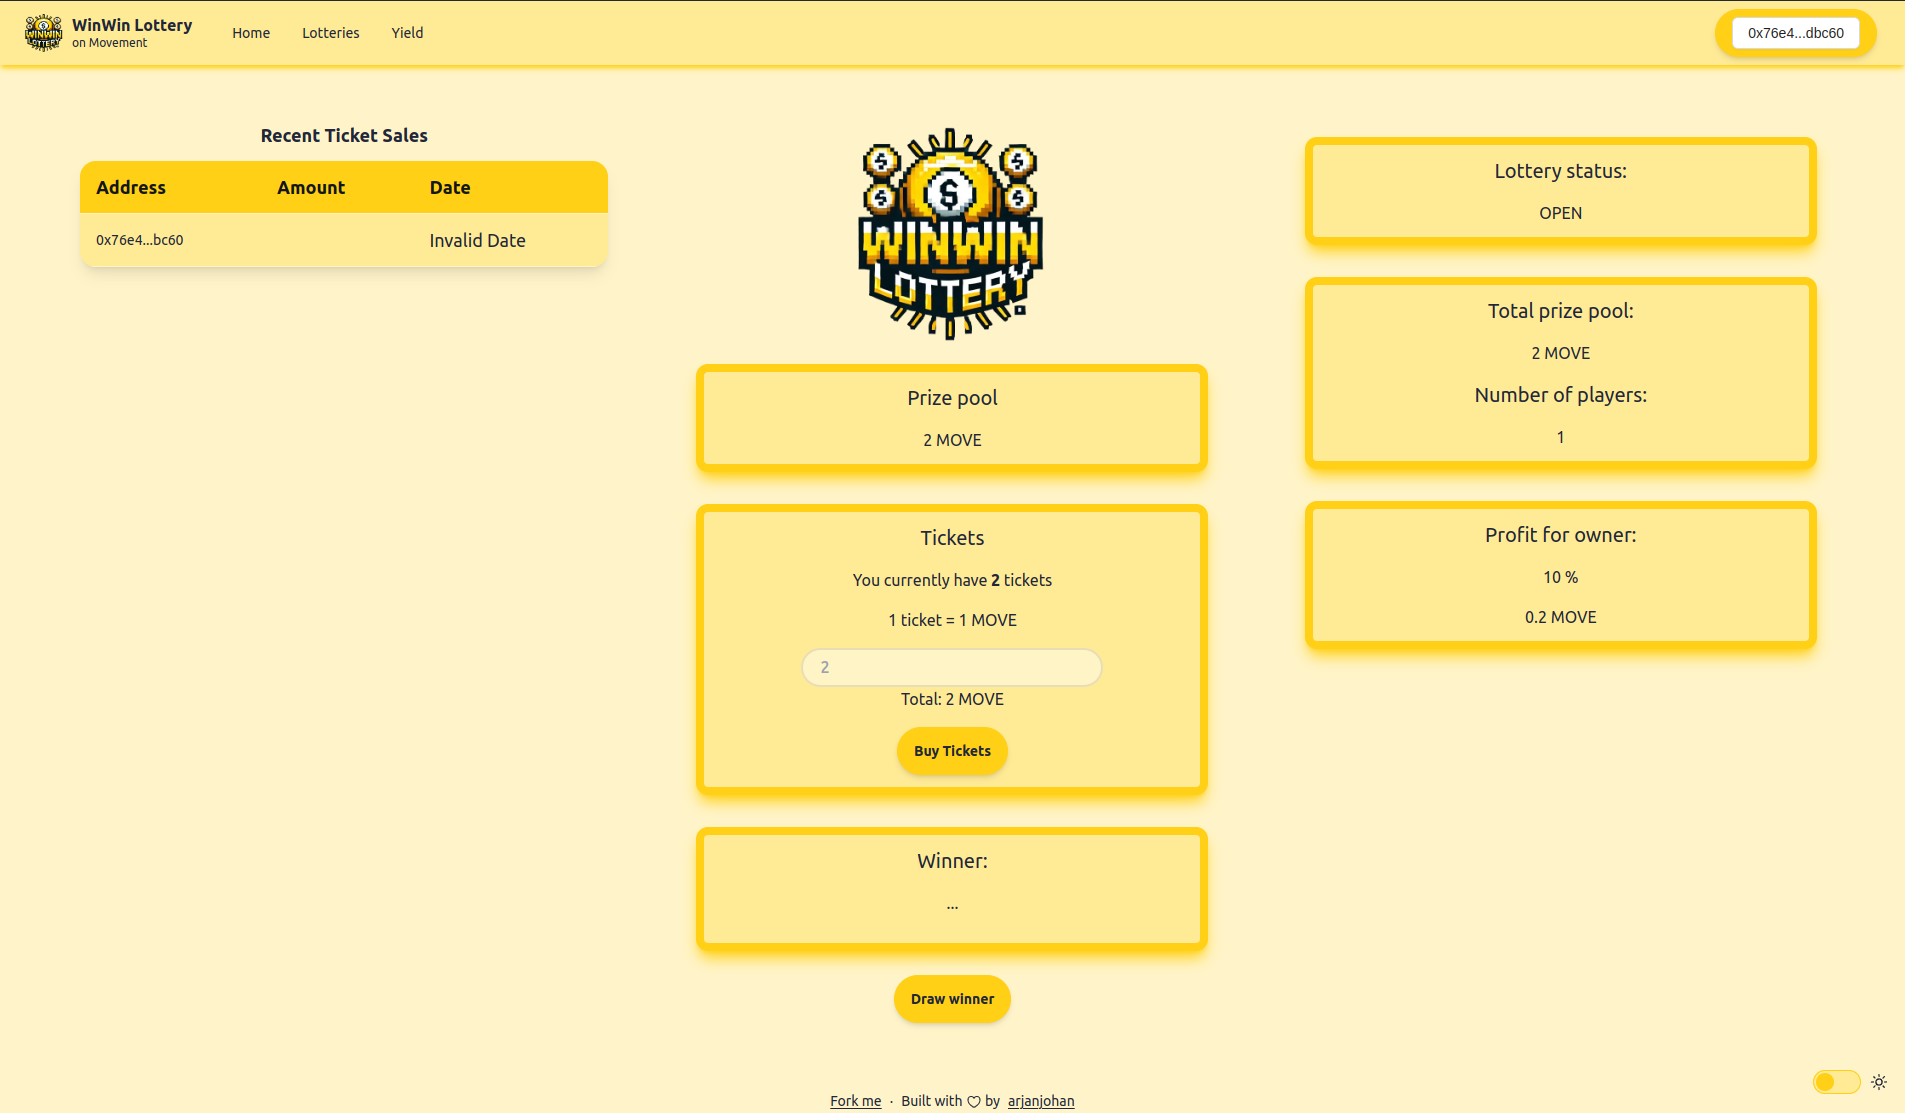 WinWin Lottery
on Movement
Home
Lotteries
Yield
0x76e4...dbc60
Recent Ticket Sales
Address Amount Date
0x76e4...bc60 Invalid Date
WINWIN
WINWIN
LOTTERY
LOTTERY
Prize pool
2 MOVE
Tickets
You currently have 2 tickets
1 ticket = 1 MOVE
2
Total: 2 MOVE
Buy Tickets
Winner:
...
Draw winner
Lottery status:
OPEN
Total prize pool:
2 MOVE
Number of players:
1
Profit for owner:
10 %
0.2 MOVE
Fork me · Built with ♡ by arjanjohan